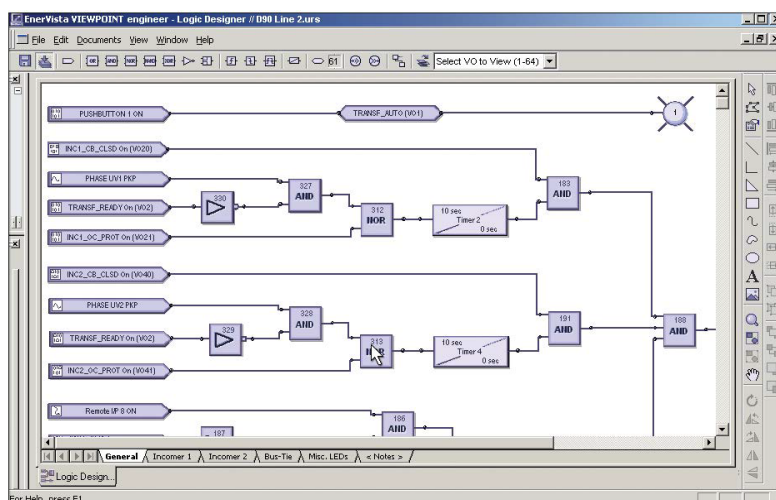 EnerVista VIEWPOINT engineer - Logic Designer // D90 Line 2.urs
File Edit Documents View Window Help
OR AND 61 Select VO to View (1-64)
PUSHBUTTON 1 ON TRANSF_AUTO (VO1) 1
INC1_CB_CLSD On (VO20)
PHASE UV1 PKP 327 AND 183 AND
TRANSF_READY On (VO2) 330 312 NOR 10 sec Timer 2 0 sec
INC1_OC_PROT On (VO21)
INC2_CB_CLSD On (VO40)
PHASE UV2 PKP 328 AND 191 AND 188 AND
TRANSF_READY On (VO2) 329 313 10 sec Timer 4 0 sec
INC2_OC_PROT On (VO41)
Remote I/P 8 ON 186 AND
187
General Incomer 1 Incomer 2 Bus-Tie Misc. LEDs < Notes >
Logic Design...
For Help, press F1